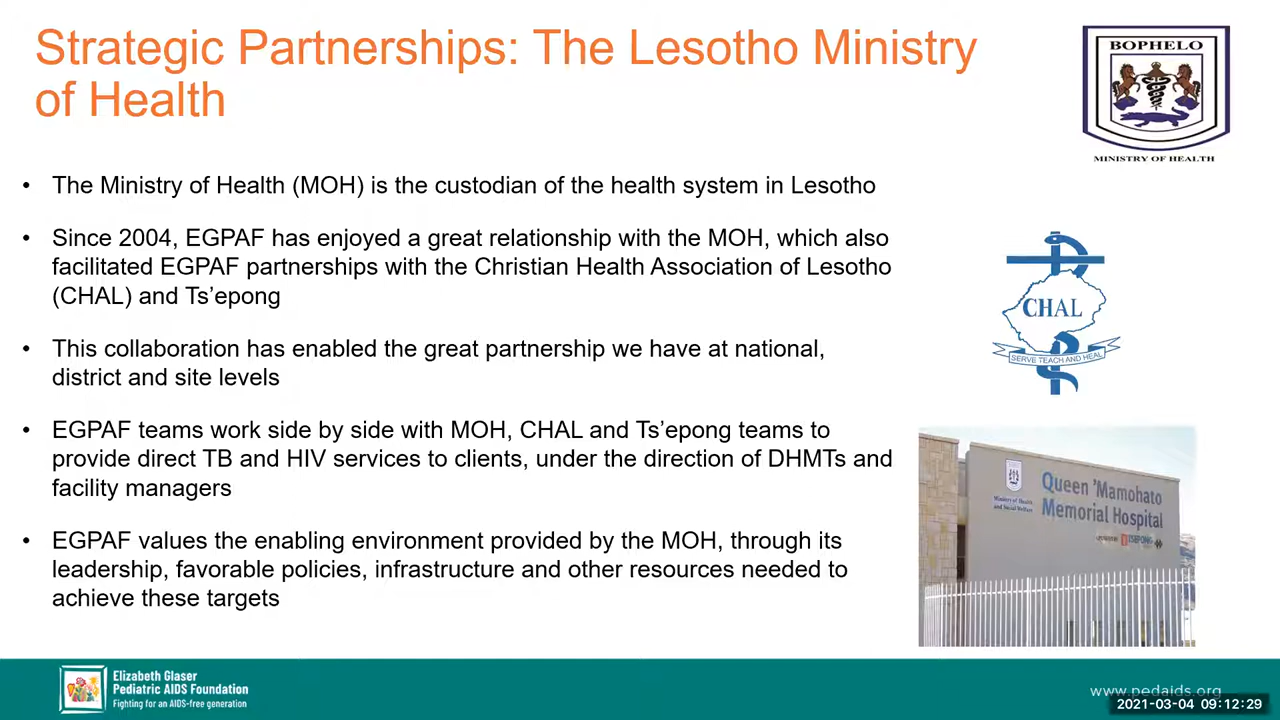 Strategic Partnerships: The Lesotho Ministry
of Health
BOPHELO
MINISTRY OF HEALTH
• The Ministry of Health (MOH) is the custodian of the health system in Lesotho
• Since 2004, EGPAF has enjoyed a great relationship with the MOH, which also
facilitated EGPAF partnerships with the Christian Health Association of Lesotho
(CHAL) and Ts’epong
• This collaboration has enabled the great partnership we have at national,
district and site levels
• EGPAF teams work side by side with MOH, CHAL and Ts’epong teams to
provide direct TB and HIV services to clients, under the direction of DHMTs and
facility managers
• EGPAF values the enabling environment provided by the MOH, through its
leadership, favorable policies, infrastructure and other resources needed to
achieve these targets
CHAL
SERVE TEACH AND HEAL
Ministry of Health
and Social Welfare
Queen 'Mamohato
Memorial Hospital
TSEPONG
Elizabeth Glaser
Pediatric AIDS Foundation
Fighting for an AIDS-free generation
www.pedaids.org
2021-03-04 09:12:29